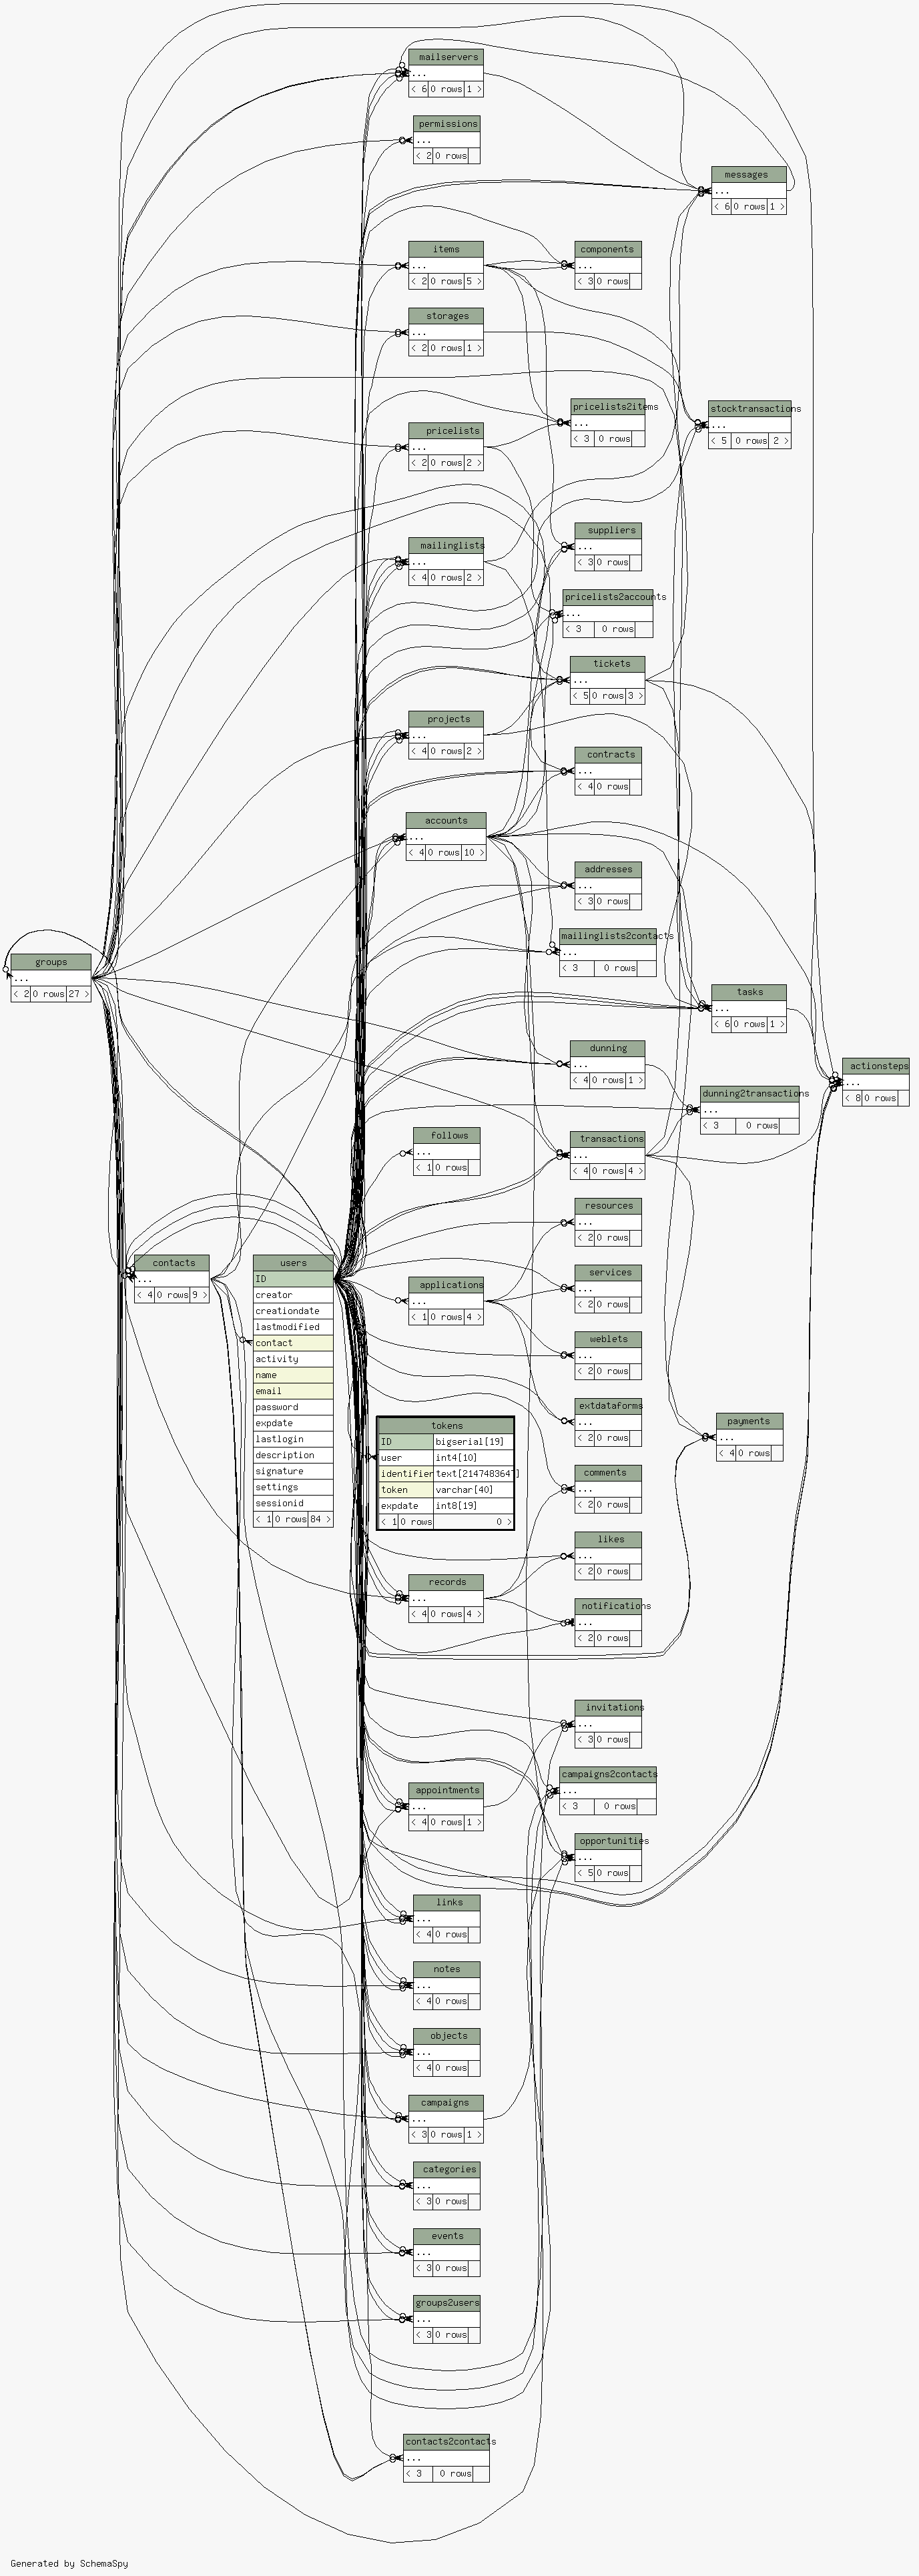 mailservers
...
< 6 0 rows 1 >
permissions
...
< 2 0 rows
messages
...
< 6 0 rows 1 >
items
...
< 2 0 rows 5 >
components
...
< 3 0 rows
storages
...
< 2 0 rows 1 >
pricelists2items
...
< 3 0 rows
stocktransactions
...
< 5 0 rows 2 >
pricelists
...
< 2 0 rows 2 >
suppliers
...
< 3 0 rows
mailinglists
...
< 4 0 rows 2 >
pricelists2accounts
...
< 3 0 rows
tickets
...
< 5 0 rows 3 >
projects
...
< 4 0 rows 2 >
contracts
...
< 4 0 rows
accounts
...
< 4 0 rows 10 >
addresses
...
< 3 0 rows
mailinglists2contacts
...
< 3 0 rows
groups
...
< 2 0 rows 27 >
tasks
...
< 6 0 rows 1 >
dunning
...
< 4 0 rows 1 >
actionsteps
...
< 8 0 rows
dunning2transactions
...
< 3 0 rows
follows
...
< 1 0 rows
transactions
...
< 4 0 rows 4 >
resources
...
< 2 0 rows
contacts
...
< 4 0 rows 9 >
users
ID
creator
creationdate
lastmodified
contact
activity
name
email
password
expdate
lastlogin
description
signature
settings
sessionid
< 1 0 rows 84 >
services
...
< 2 0 rows
applications
...
< 1 0 rows 4 >
weblets
...
< 2 0 rows
extdataforms
...
< 2 0 rows
payments
...
< 4 0 rows
tokens
ID bigserial[19]
user int4[10]
identifier text[2147483647]
token varchar[40]
expdate int8[19]
< 1 0 rows 0 >
comments
...
< 2 0 rows
likes
...
< 2 0 rows
records
...
< 4 0 rows 4 >
notifications
...
< 2 0 rows
invitations
...
< 3 0 rows
campaigns2contacts
...
< 3 0 rows
appointments
...
< 4 0 rows 1 >
opportunities
...
< 5 0 rows
links
...
< 4 0 rows
notes
...
< 4 0 rows
objects
...
< 4 0 rows
campaigns
...
< 3 0 rows 1 >
categories
...
< 3 0 rows
events
...
< 3 0 rows
groups2users
...
< 3 0 rows
contacts2contacts
...
< 3 0 rows
Generated by SchemaSpy